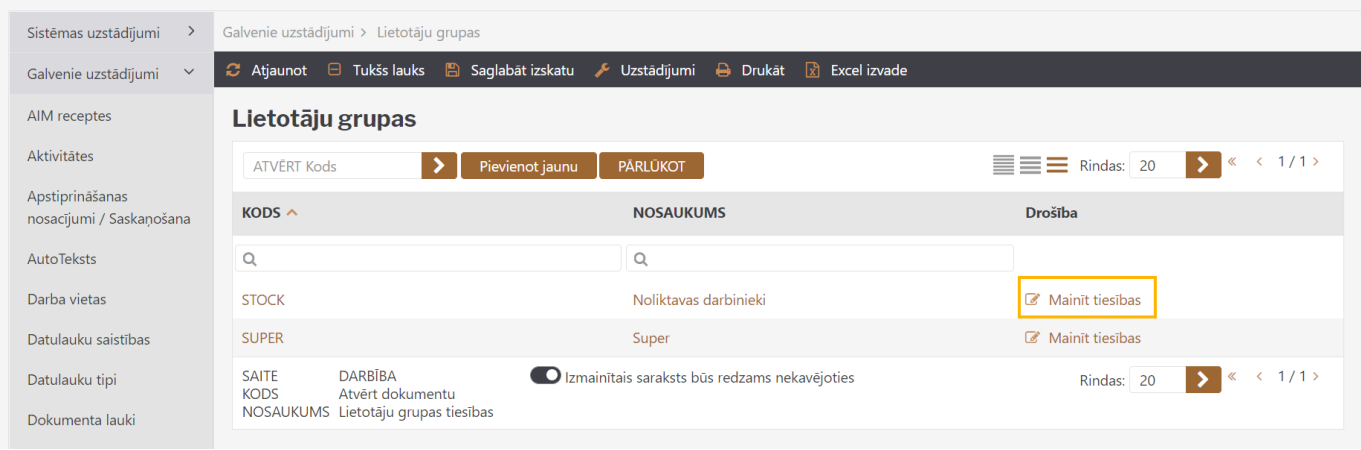 Sistēmas uzstādījumi
Galvenie uzstādījumi
AIM receptes
Aktivitātes
Apstiprināšanas
nosacījumi / Saskaņošana
AutoTeksts
Darba vietas
Datulauku saistības
Datulauku tipi
Dokumenta lauki
Galvenie uzstādījumi > Lietotāju grupas
Atjaunot Tukšs lauks Saglabāt izskatu Uzstādījumi Drukāt Excel izvade
Lietotāju grupas
ATVĒRT Kods Pievienot jaunu PĀRLŪKOT Rindas: 20 « < 1 / 1 >
KODS NOSAUKUMS Drošība
STOCK Noliktavas darbinieki Mainīt tiesības
SUPER Super Mainīt tiesības
SAITE DARBĪBA Izmainītais saraksts būs redzams nekavējoties Rindas: 20 « < 1 / 1 >
KODS Atvērt dokumentu
NOSAUKUMS Lietotāju grupas tiesības